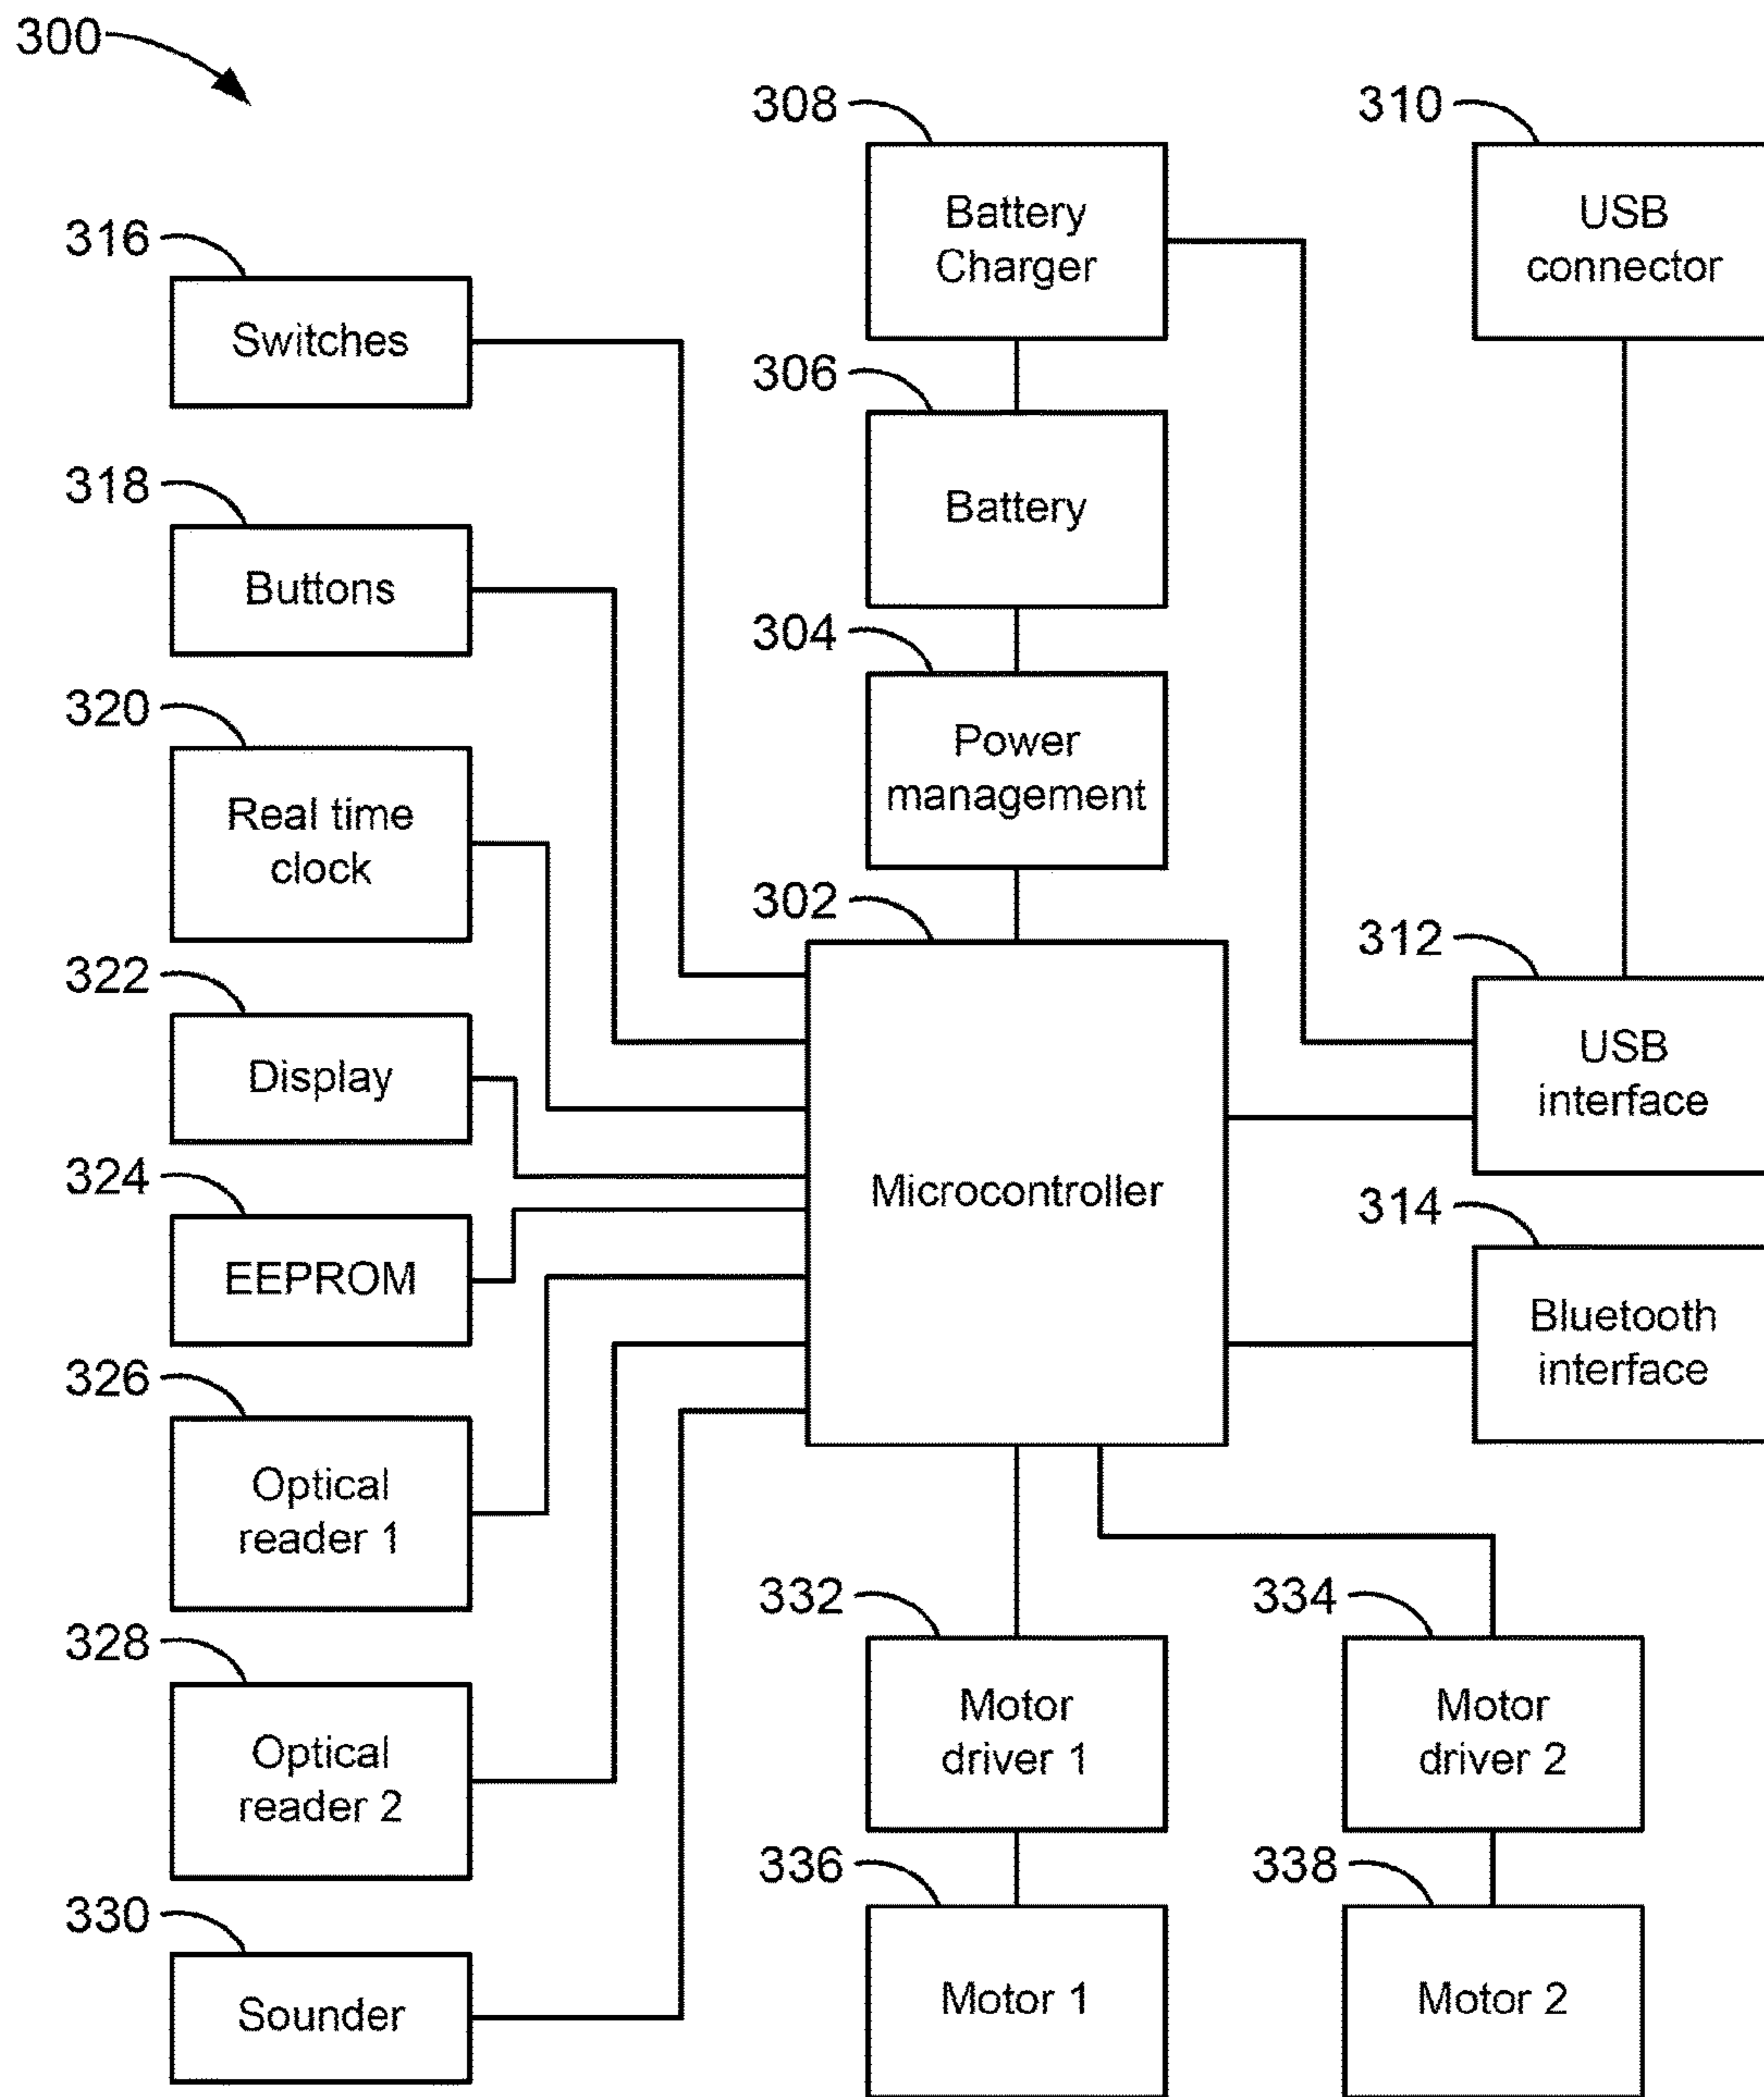 300
308
310
Battery
Charger
USB
connector
316
Switches
306
Battery
318
Buttons
304
Power
management
320
Real time
clock
302
Microcontroller
312
USB
interface
322
Display
324
EEPROM
314
Bluetooth
interface
326
Optical
reader 1
328
Optical
reader 2
332
Motor
driver 1
334
Motor
driver 2
330
Sounder
336
Motor 1
338
Motor 2